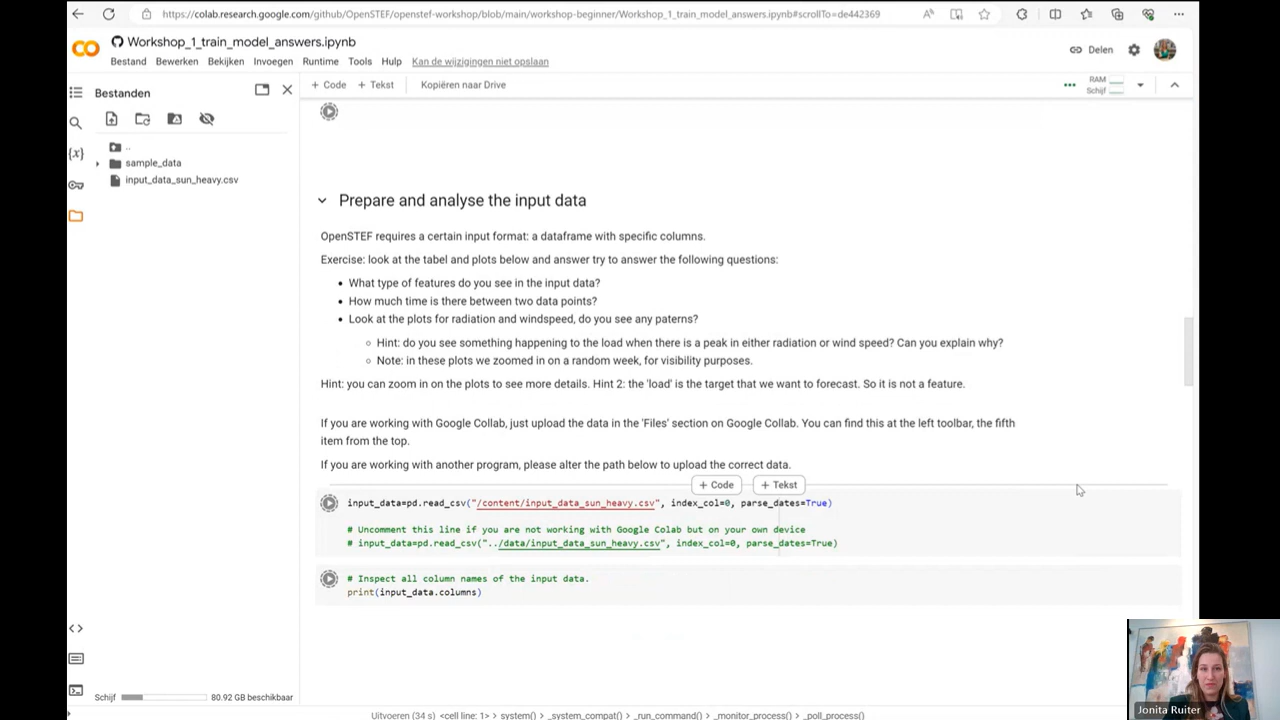 https://colab.research.google.com/github/OpenSTEF/openstef-workshop/blob/main/workshop-beginner/Workshop_1_train_model_answers.ipynb#scrollTo=de442369
Workshop_1_train_model_answers.ipynb
Bestand Bewerken Bekijken Invoegen Runtime Tools Help Kan de wijzigingen niet opslaan
Delen
Bestanden
+ Code + Tekst Kopiëren naar Drive
RAM
Schijf
..
sample_data
input_data_sun_heavy.csv
Prepare and analyse the input data
OpenSTEF requires a certain input format: a dataframe with specific columns.
Exercise: look at the tabel and plots below and answer try to answer the following questions:
• What type of features do you see in the input data?
• How much time is there between two data points?
• Look at the plots for radiation and windspeed, do you see any paterns?
◦ Hint: do you see something happening to the load when there is a peak in either radiation or wind speed? Can you explain why?
◦ Note: in these plots we zoomed in on a random week, for visibility purposes.
Hint: you can zoom in on the plots to see more details. Hint 2: the 'load' is the target that we want to forecast. So it is not a feature.
If you are working with Google Collab, just upload the data in the 'Files' section on Google Collab. You can find this at the left toolbar, the fifth
item from the top.
If you are working with another program, please alter the path below to upload the correct data.
+ Code + Tekst
input_data=pd.read_csv("/content/input_data_sun_heavy.csv", index_col=0, parse_dates=True)
# Uncomment this line if you are not working with Google Colab but on your own device
# input_data=pd.read_csv("../data/input_data_sun_heavy.csv", index_col=0, parse_dates=True)
# Inspect all column names of the input data.
print(input_data.columns)
Schijf 80.92 GB beschikbaar
Uitvoeren (34 s) <cell line: 1> > system() > _system_compat() > _run_command() > _monitor_process() > _poll_process()
Jonita Ruiter